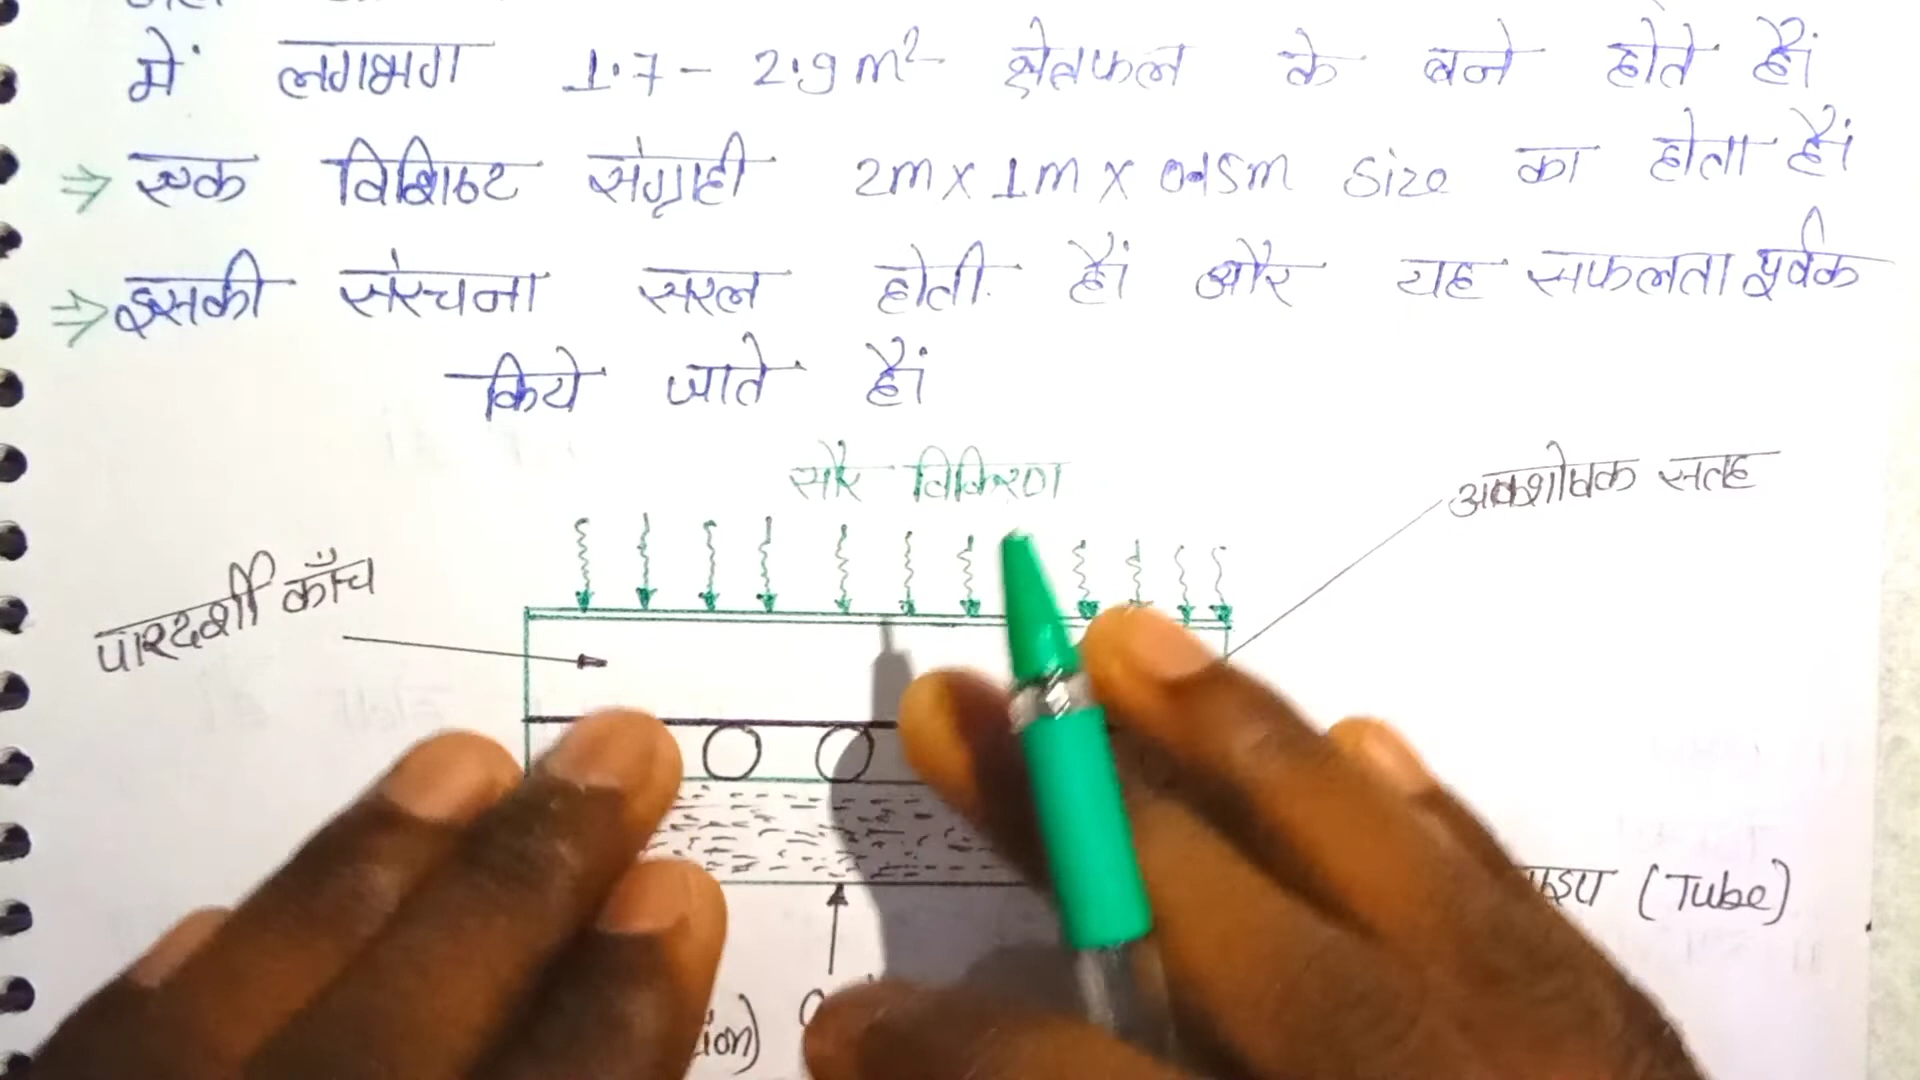 में लगभग 1.7 - 2.9 m² क्षेत्रफल के बने होते हैं।
⇒ एक विशिष्ट संग्राही 2m x 1m x 0.15m Size का होता हैं।
⇒ इसकी संरचना सरल होती हैं। और यह सफलता पूर्वक
किये जाते हैं।
सौर विकिरण
अवशोषक सतह
पारदर्शी काँच
(Tube)